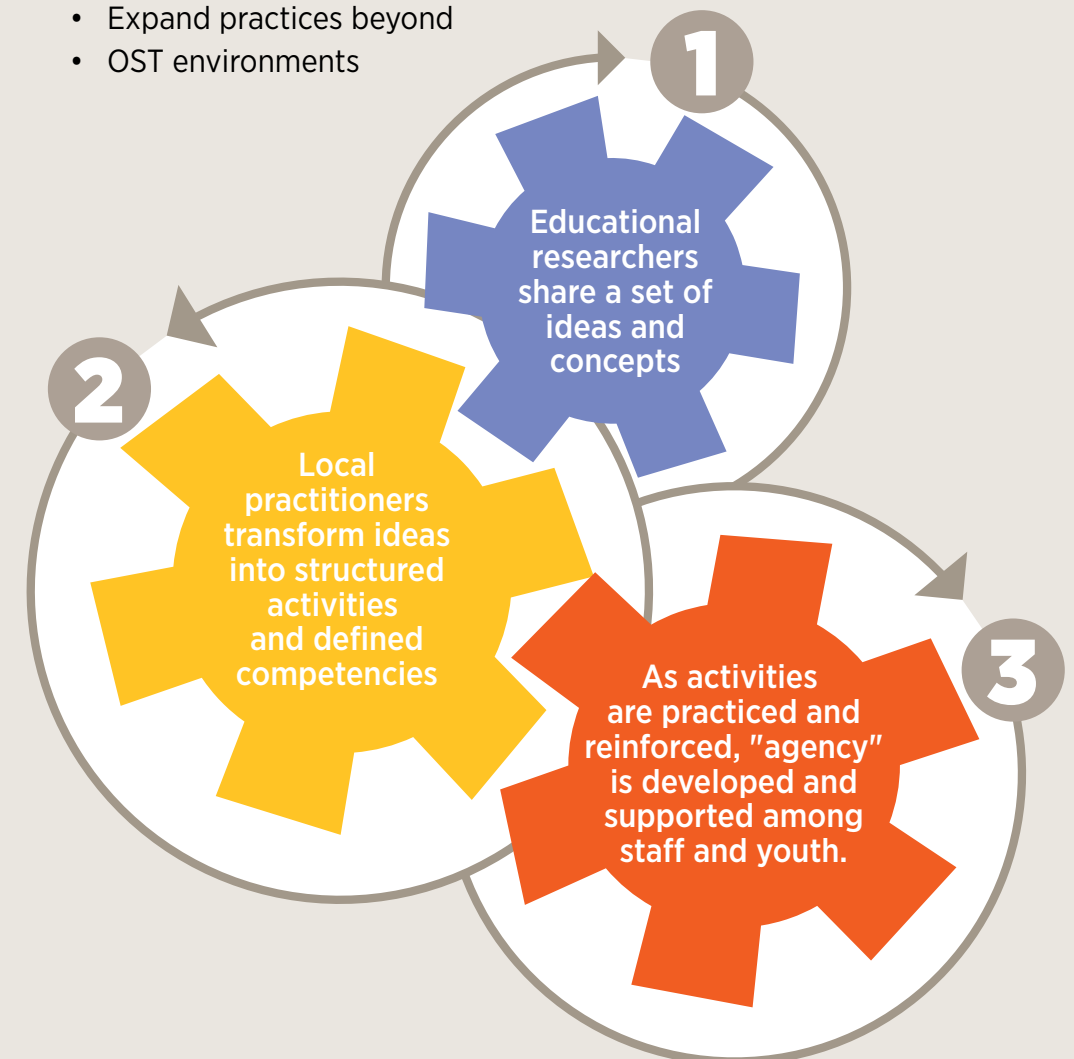 • Expand practices beyond
• OST environments
1
Educational
researchers
share a set of
ideas and
concepts
2
Local
practitioners
transform ideas
into structured
activities
and defined
competencies
3
As activities
are practiced and
reinforced, "agency"
is developed and
supported among
staff and youth.